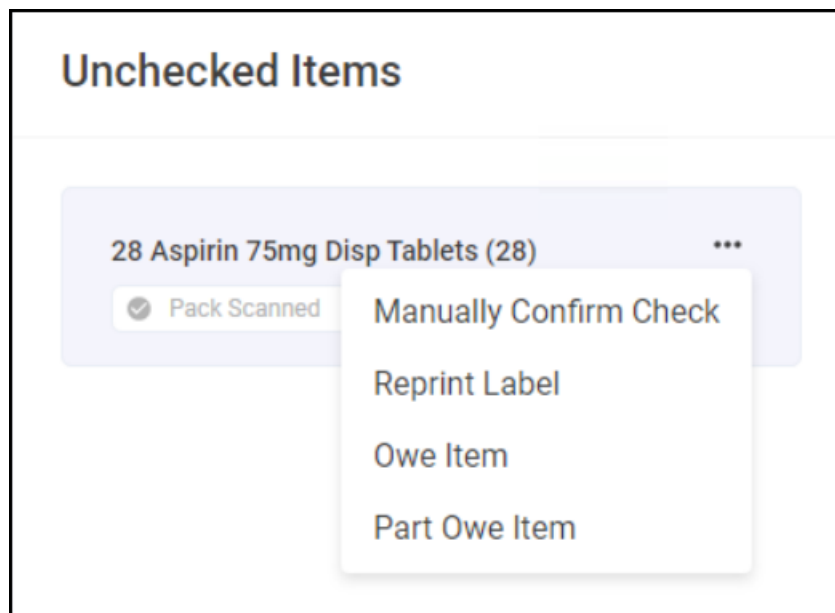 Unchecked Items
28 Aspirin 75mg Disp Tablets (28)
Pack Scanned
Manually Confirm Check
Reprint Label
Owe Item
Part Owe Item